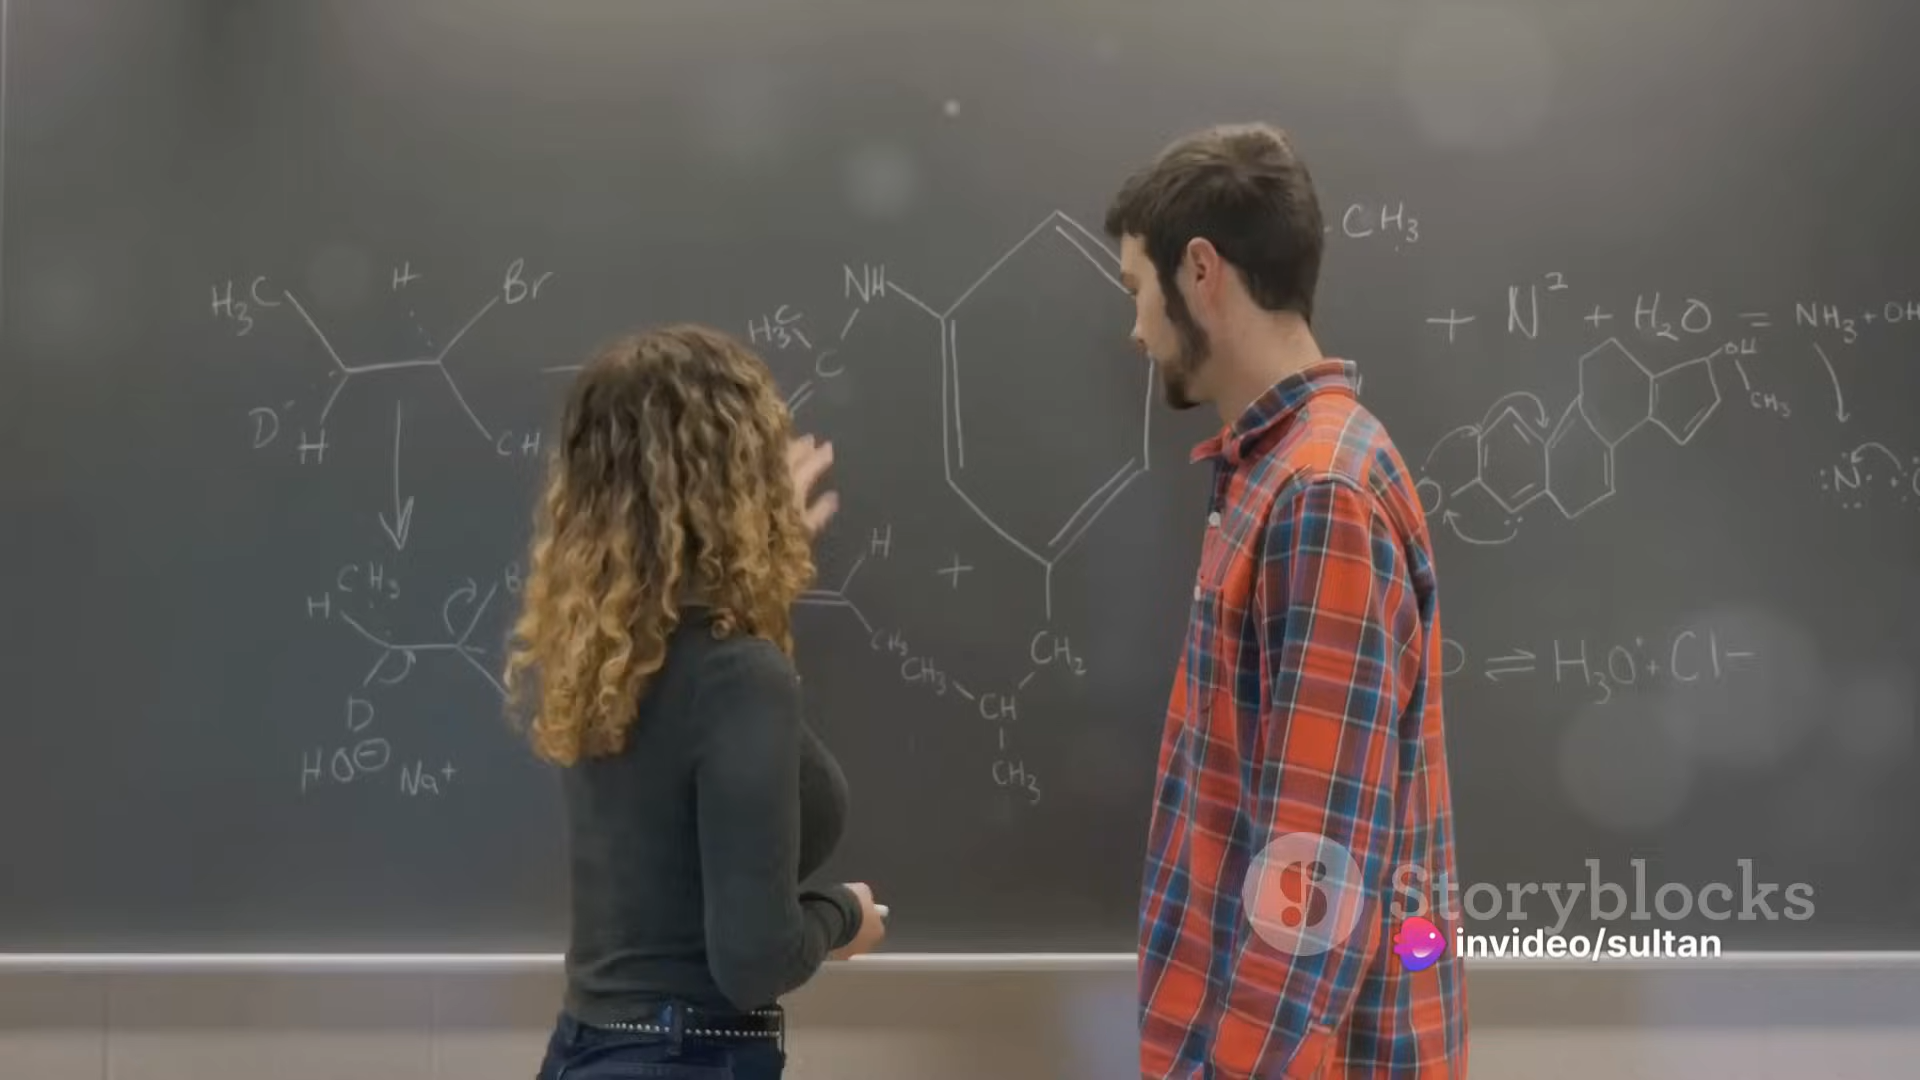 H₃C H Br
D⁻ H CH
CH₃
H
D
HO⊖ Na⁺
H₃C NH
C
CH₃
H
+
CH₃
CH₃ CH CH₂
CH₃
+ N² + H₂O = NH₃ + OH
OH
CH₃
:N·
⇌ H₃O⁺ + Cl−
Storyblocks
invideo/sultan